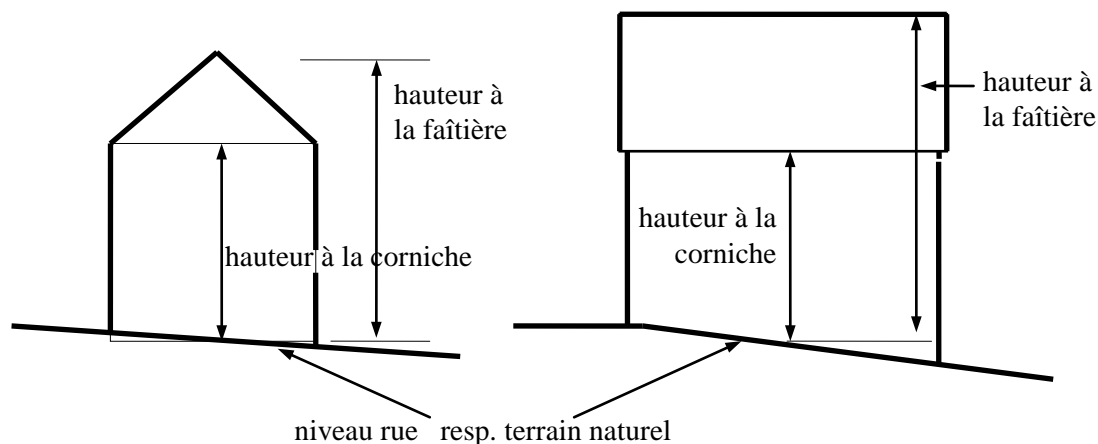 hauteur à
la faîtière
hauteur à la corniche
hauteur à la
corniche
hauteur à
la faîtière
niveau rue resp. terrain naturel